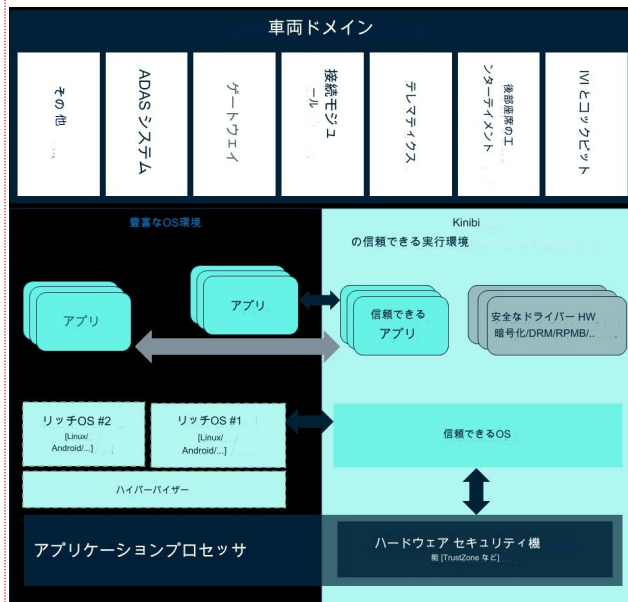 車両ドメイン
その他
ADAS システム
ゲートウェイ
接続モジュ
ール
テレマティクス
後部座席のエ
ンターテイメント
IVI とコックピット
豊富なOS環境
Kinibi
の信頼できる実行環境
アプリ
アプリ
信頼できる
アプリ
安全なドライバー HW
暗号化/DRM/RPMB/..
リッチOS #2
[Linux/
Android/...]
リッチOS #1
[Linux/
Android/...]
信頼できるOS
ハイパーバイザー
アプリケーションプロセッサ
ハードウェア セキュリティ機
能 [TrustZone など]